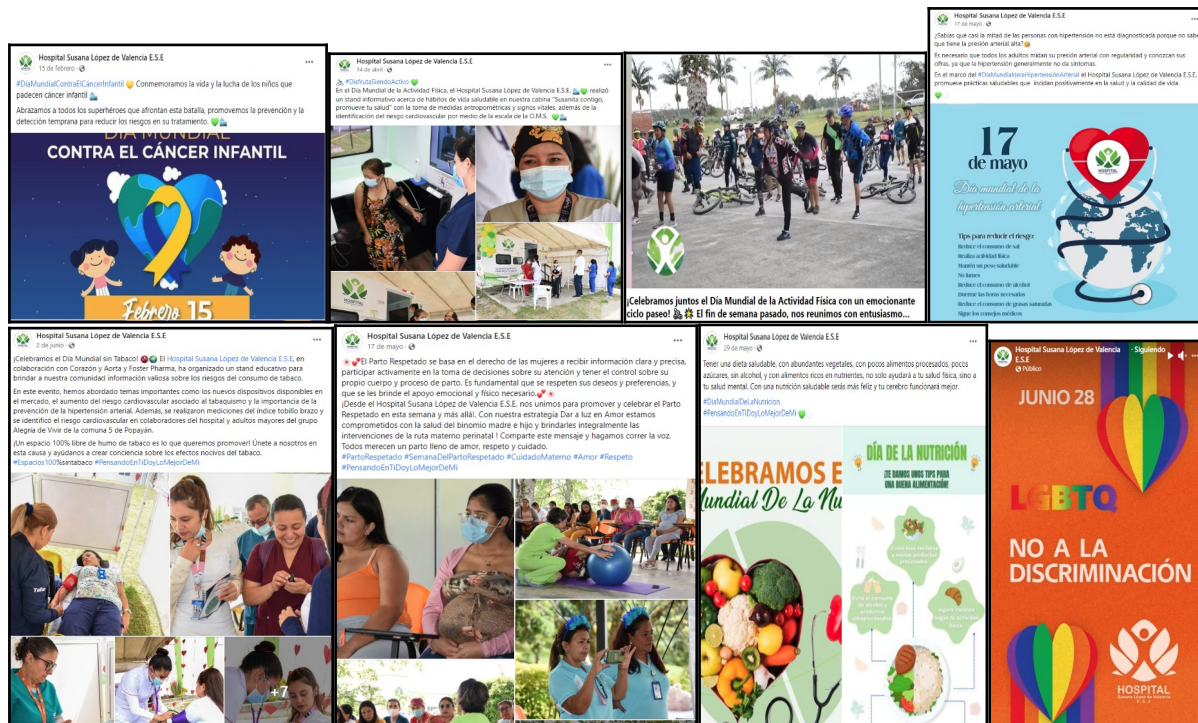 Hospital Susana López de Valencia E.S.E
15 de febrero
#DíaMundialContraElCáncerInfantil Conmemoramos la vida y la lucha de los niños que
padecen cáncer infantil
Abrazamos a todos los superhéroes que afrontan esta batalla, promovemos la prevención y la
detección temprana para reducir los riesgos en su tratamiento.
DÍA MUNDIAL
CONTRA EL CÁNCER INFANTIL
Febrero 15
Hospital Susana López de Valencia E.S.E
14 de abril
#DisfrutaSiendoActivo
En el Día Mundial de la Actividad Física, el Hospital Susana López de Valencia E.S.E. realizó
un stand informativo acerca de hábitos de vida saludable en nuestra cabina "Susanita contigo,
promueve tu salud" con la toma de medidas antropométricas y signos vitales, además de la
identificación del riesgo cardiovascular por medio de la escala de la O.M.S.
HOSPITAL
¡Celebramos juntos el Día Mundial de la Actividad Física con un emocionante
ciclo paseo! El fin de semana pasado, nos reunimos con entusiasmo...
Hospital Susana López de Valencia E.S.E
17 de mayo
¿Sabías qué casi la mitad de las personas con hipertensión no está diagnosticada porque no sabe
que tiene la presión arterial alta?
Es necesario que todos los adultos midan su presión arterial con regularidad y conozcan sus
cifras, ya que la hipertensión generalmente no da síntomas.
En el marco del #DíaMundialdelaHipertensiónArterial el Hospital Susana López de Valencia E.S.E,
promueve prácticas saludables que incidan positivamente en la salud y la calidad de vida.
17
de mayo
Día mundial de la
hipertensión arterial
HOSPITAL
Tips para reducir el riesgo:
Reduce el consumo de sal
Realiza actividad física
Mantén un peso saludable
No fumes
Reduce el consumo de alcohol
Duerme las horas necesarias
Reduce el consumo de grasas saturadas
Sigue los consejos médicos
Hospital Susana López de Valencia E.S.E
2 de junio
¡Celebramos el Día Mundial sin Tabaco! El Hospital Susana López de Valencia E.S.E, en
colaboración con Corazón y Aorta y Foster Pharma, ha organizado un stand educativo para
brindar a nuestra comunidad información valiosa sobre los riesgos del consumo de tabaco.
En este evento, hemos abordado temas importantes como los nuevos dispositivos disponibles en
el mercado, el aumento del riesgo cardiovascular asociado al tabaquismo y la importancia de la
prevención de la hipertensión arterial. Además, se realizaron mediciones del índice tobillo brazo y
se identificó el riesgo cardiovascular en colaboradores del hospital y adultos mayores del grupo
Alegría de Vivir de la comuna 5 de Popayán.
¡Un espacio 100% libre de humo de tabaco es lo que queremos promover! Únete a nosotros en
esta causa y ayúdanos a crear conciencia sobre los efectos nocivos del tabaco.
#Espacios100%sintabaco #PensandoEnTiDoyLoMejorDeMi
+7
Hospital Susana López de Valencia E.S.E
17 de mayo
El Parto Respetado se basa en el derecho de las mujeres a recibir información clara y precisa,
participar activamente en la toma de decisiones sobre su atención y tener el control sobre su
propio cuerpo y proceso de parto. Es fundamental que se respeten sus deseos y preferencias, y
que se les brinde el apoyo emocional y físico necesario.
¡Desde el Hospital Susana López de Valencia E.S.E. nos unimos para promover y celebrar el Parto
Respetado en esta semana y más allá!. Con nuestra estrategia Dar a luz en Amor estamos
comprometidos con la salud del binomio madre e hijo y brindarles integralmente las
intervenciones de la ruta materno perinatal ! Comparte este mensaje y hagamos correr la voz.
Todos merecen un parto lleno de amor, respeto y cuidado.
#PartoRespetado #SemanaDelPartoRespetado #CuidadoMaterno #Amor #Respeto
#PensandoEnTiDoyLoMejorDeMi
Hospital Susana López de Valencia E.S.E
29 de mayo
Tener una dieta saludable, con abundantes vegetales, con pocos alimentos procesados, pocos
azúcares, sin alcohol, y con alimentos ricos en nutrientes, no solo ayudará a tu salud física, sino a
tu salud mental. Con una nutrición saludable serás más feliz y tu cerebro funcionará mejor.
#DiaMundialDeLaNutricion
#PensandoEnTiDoyLoMejorDeMi
CELEBRAMOS E
Mundial De La Nu
DÍA DE LA NUTRICIÓN
¡TE DAMOS UNOS TIPS PARA
UNA BUENA ALIMENTACIÓN!
Hospital Susana López de Valencia
E.S.E
· Siguiendo
Público
JUNIO 28
LGBTQ
NO A LA
DISCRIMINACIÓN
HOSPITAL
Susana López de Valencia
E.S.E